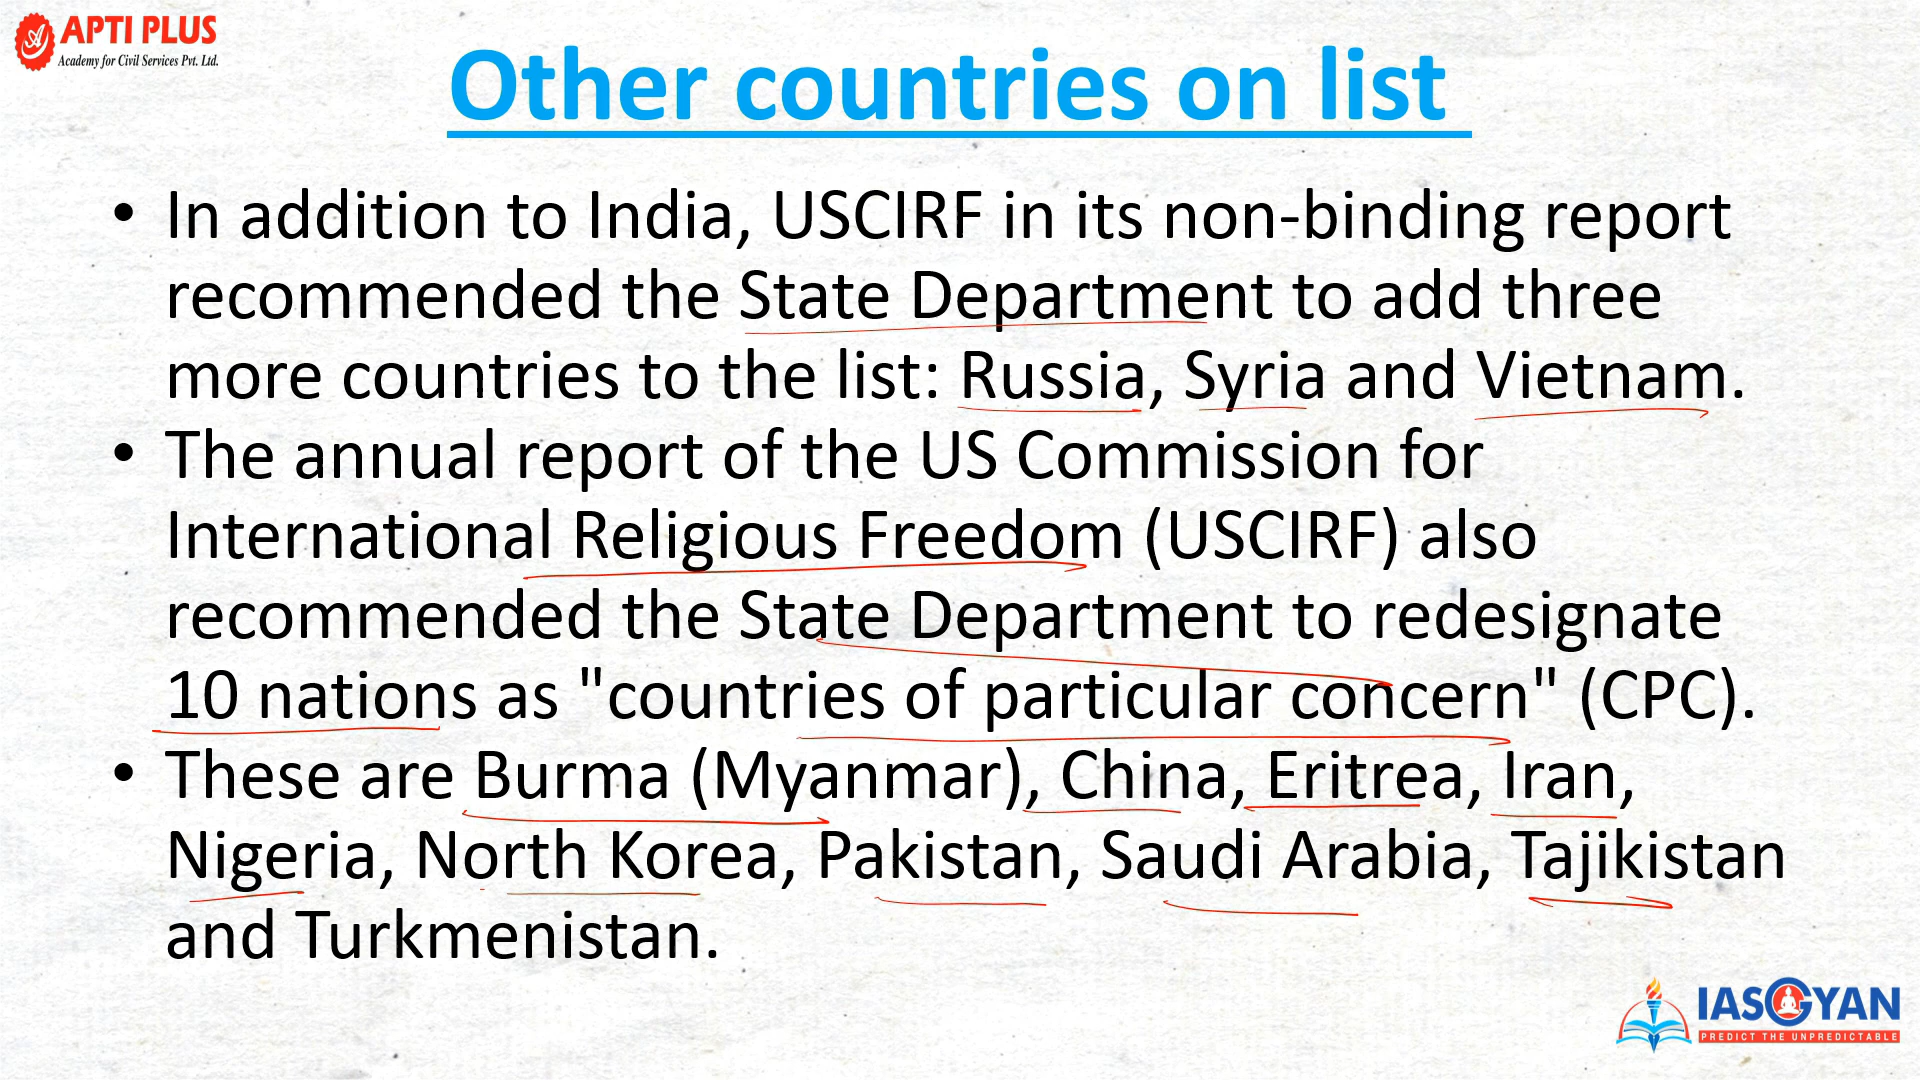 APTI PLUS
Academy for Civil Services Pvt. Ltd.
Other countries on list
• In addition to India, USCIRF in its non-binding report
recommended the State Department to add three
more countries to the list: Russia, Syria and Vietnam.
• The annual report of the US Commission for
International Religious Freedom (USCIRF) also
recommended the State Department to redesignate
10 nations as "countries of particular concern" (CPC).
• These are Burma (Myanmar), China, Eritrea, Iran,
Nigeria, North Korea, Pakistan, Saudi Arabia, Tajikistan
and Turkmenistan.
IASGYAN
PREDICT THE UNPREDICTABLE